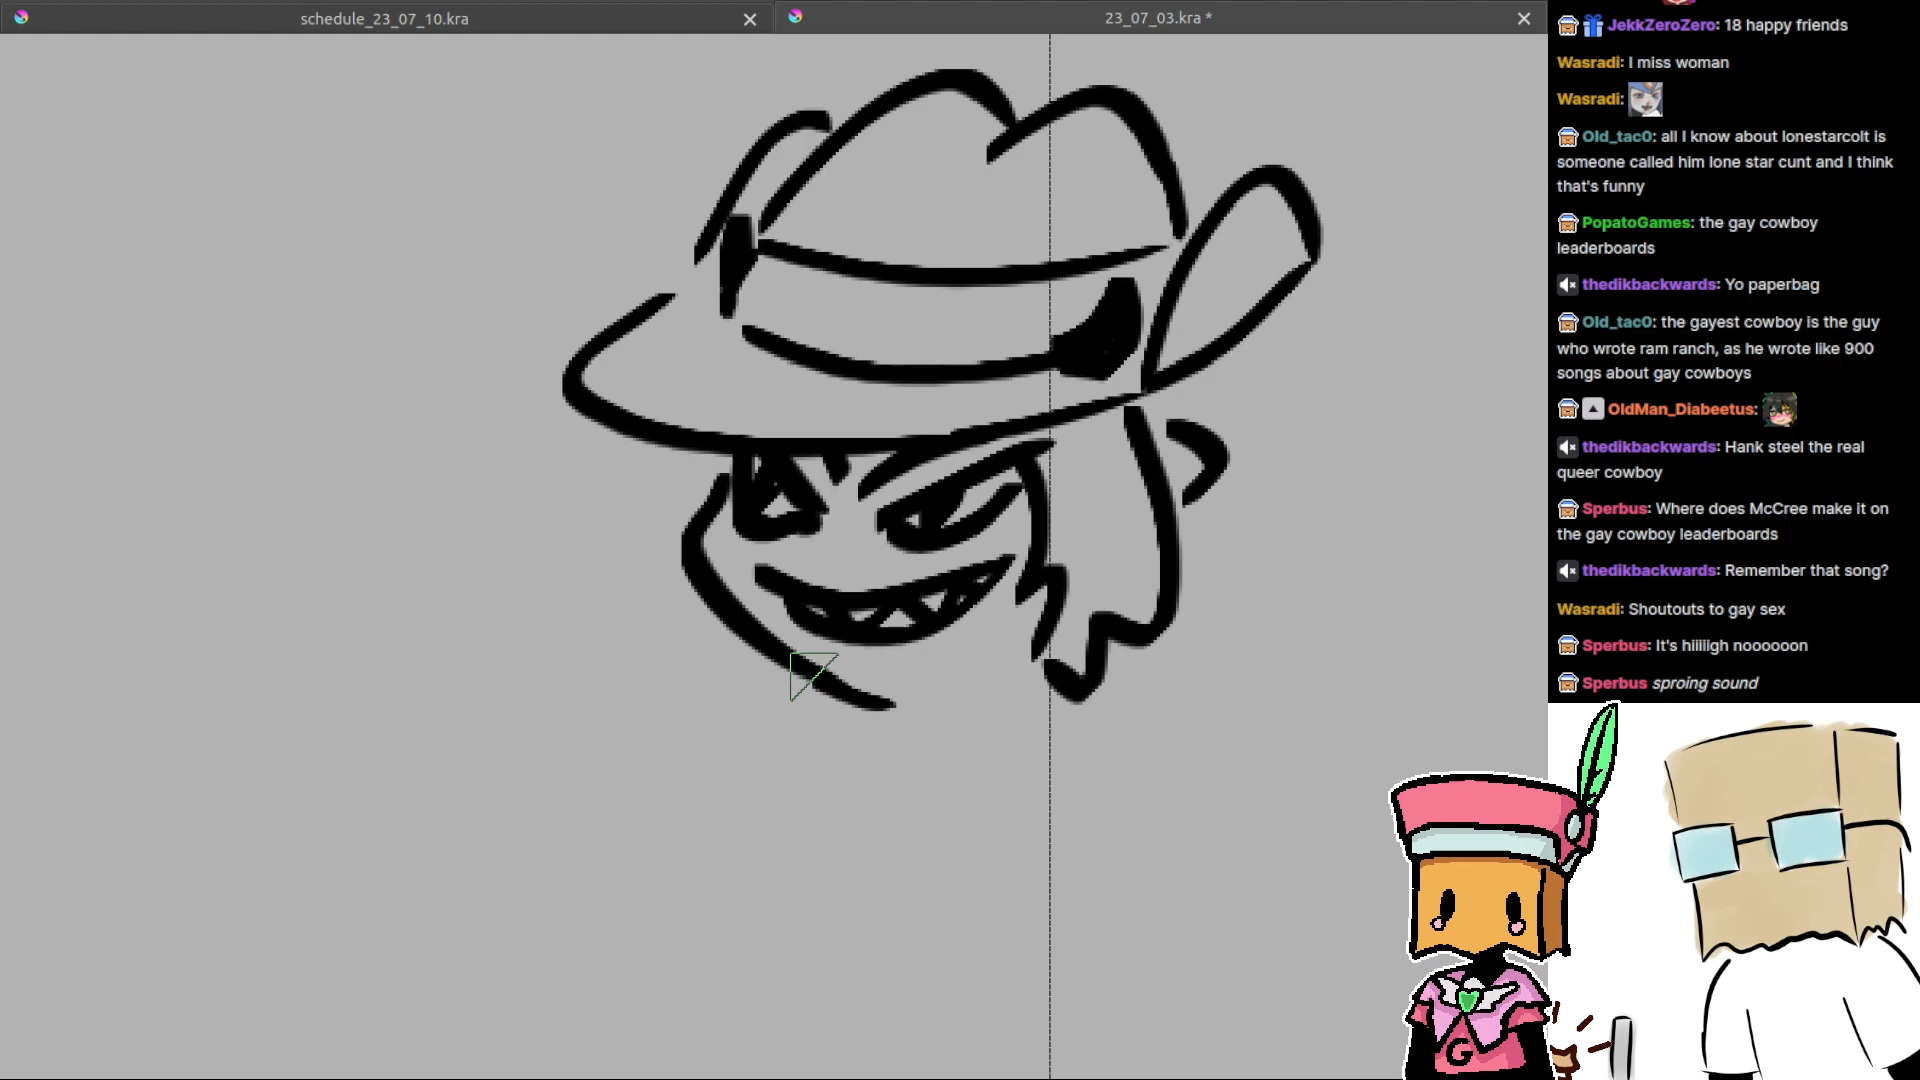 schedule_23_07_10.kra
23_07_03.kra *
JekkZeroZero: 18 happy friends
Wasradi: I miss woman
Wasradi:
Old_tac0: all I know about lonestarcolt is
someone called him lone star cunt and I think
that's funny
PopatoGames: the gay cowboy
leaderboards
thedikbackwards: Yo paperbag
Old_tac0: the gayest cowboy is the guy
who wrote ram ranch, as he wrote like 900
songs about gay cowboys
OldMan_Diabeetus:
thedikbackwards: Hank steel the real
queer cowboy
Sperbus: Where does McCree make it on
the gay cowboy leaderboards
thedikbackwards: Remember that song?
Wasradi: Shoutouts to gay sex
Sperbus: It's hiiiiigh nooooooon
Sperbus sproing sound
G